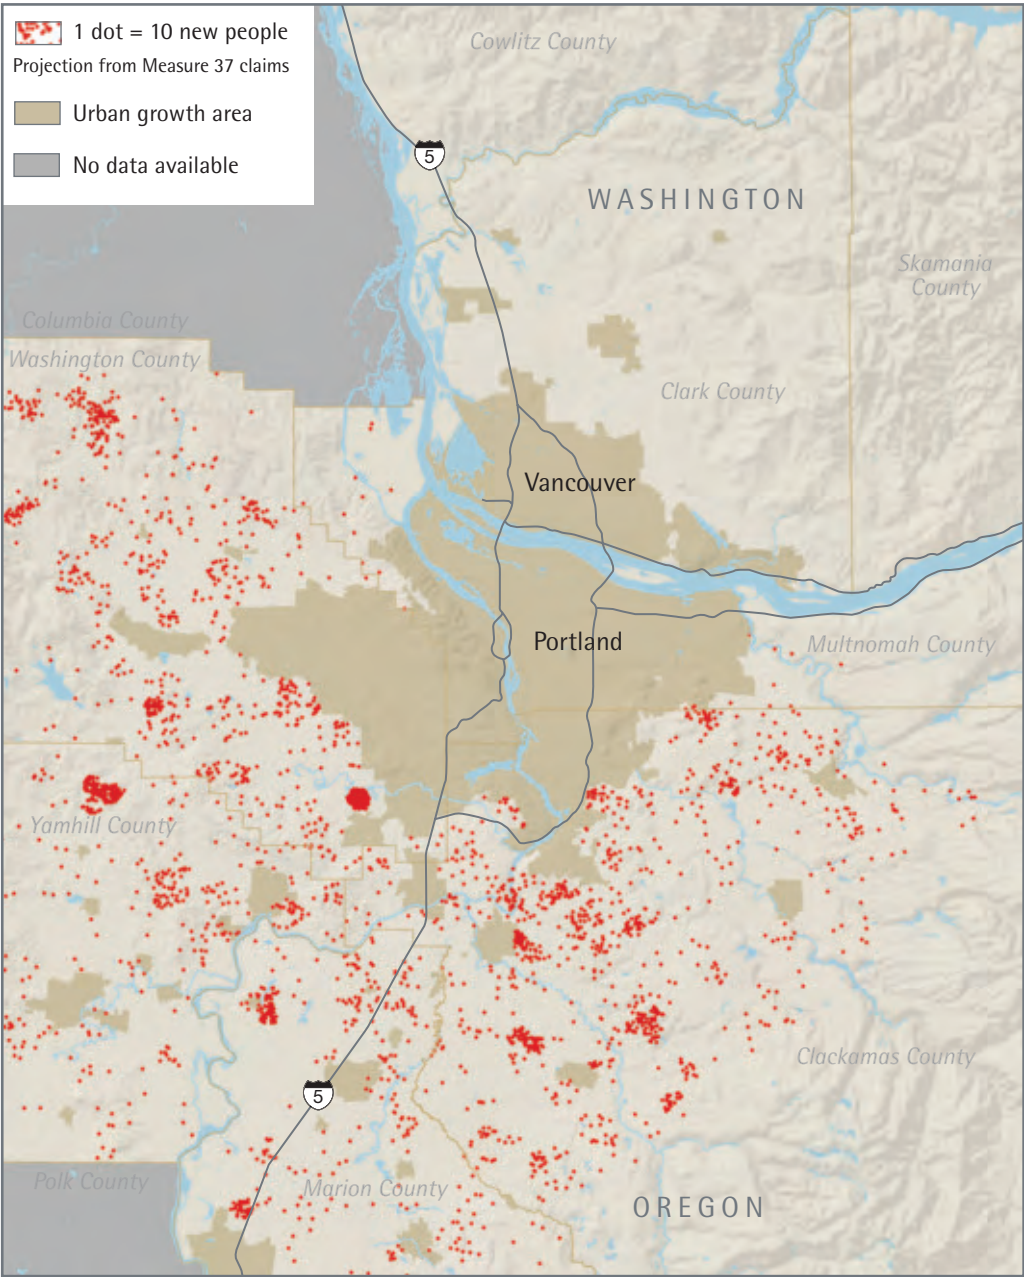 1 dot = 10 new people
Projection from Measure 37 claims
Urban growth area
No data available
Cowlitz County
5
WASHINGTON
Skamania
County
Columbia County
Washington County
Clark County
Vancouver
Portland
Multnomah County
Yamhill County
Clackamas County
5
Polk County
Marion County
OREGON